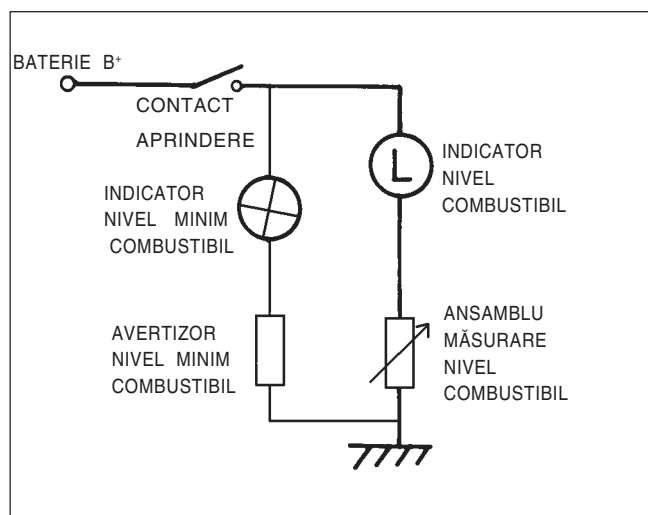 BATERIE B+
CONTACT
APRINDERE
INDICATOR
NIVEL MINIM
COMBUSTIBIL
L
INDICATOR
NIVEL
COMBUSTIBIL
AVERTIZOR
NIVEL MINIM
COMBUSTIBIL
ANSAMBLU
MĂSURARE
NIVEL
COMBUSTIBIL